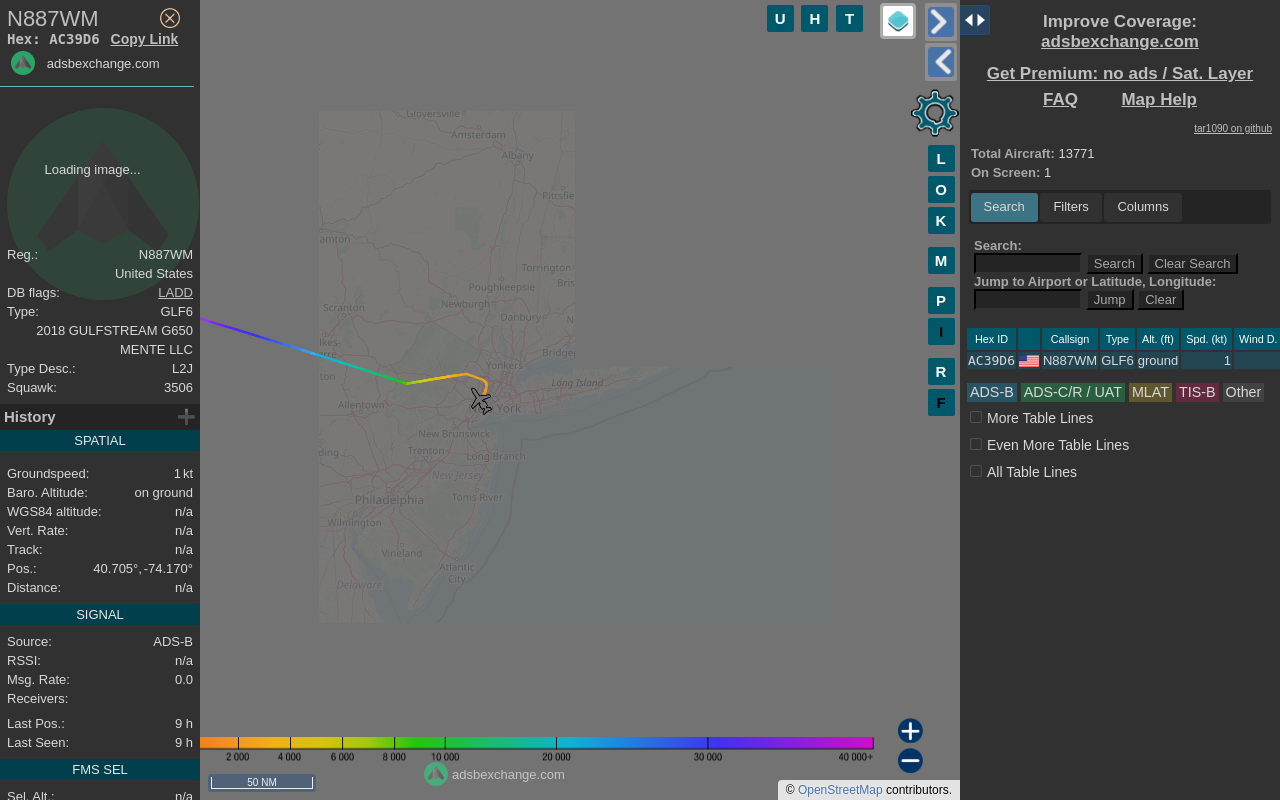 N887WM
Hex: AC39D6 Copy Link
adsbexchange.com
Loading image...
Reg.: N887WM
United States
DB flags: LADD
Type: GLF6
2018 GULFSTREAM G650
MENTE LLC
Type Desc.: L2J
Squawk: 3506
History
SPATIAL
Groundspeed: 1 kt
Baro. Altitude: on ground
WGS84 altitude: n/a
Vert. Rate: n/a
Track: n/a
Pos.: 40.705°, -74.170°
Distance: n/a
SIGNAL
Source: ADS-B
RSSI: n/a
Msg. Rate: 0.0
Receivers:
Last Pos.: 9 h
Last Seen: 9 h
FMS SEL
Sel. Alt.: n/a
U H T
L
O
K
M
P
I
R
F
Gloversville
Amsterdam
Albany
Pittsfie
amton
Torrington
Bris
Poughkeepsie
Scranton
Newburgh
Danbury
N
lkes-
rre
Bridgep
Yonkers
ton
Long Island
Allentown
York
New Brunswick
ding
Trenton
Long Branch
New Jersey
Philadelphia
Toms River
Wilmington
Vineland
Atlantic
City
Delaware
2 000 4 000 6 000 8 000 10 000 20 000 30 000 40 000+
50 NM
adsbexchange.com
© OpenStreetMap contributors.
Improve Coverage:
adsbexchange.com
Get Premium: no ads / Sat. Layer
FAQ Map Help
tar1090 on github
Total Aircraft: 13771
On Screen: 1
Search Filters Columns
Search:
Search Clear Search
Jump to Airport or Latitude, Longitude:
Jump Clear
Hex ID Callsign Type Alt. (ft) Spd. (kt) Wind D.
AC39D6 N887WM GLF6 ground 1
ADS-B ADS-C/R / UAT MLAT TIS-B Other
More Table Lines
Even More Table Lines
All Table Lines